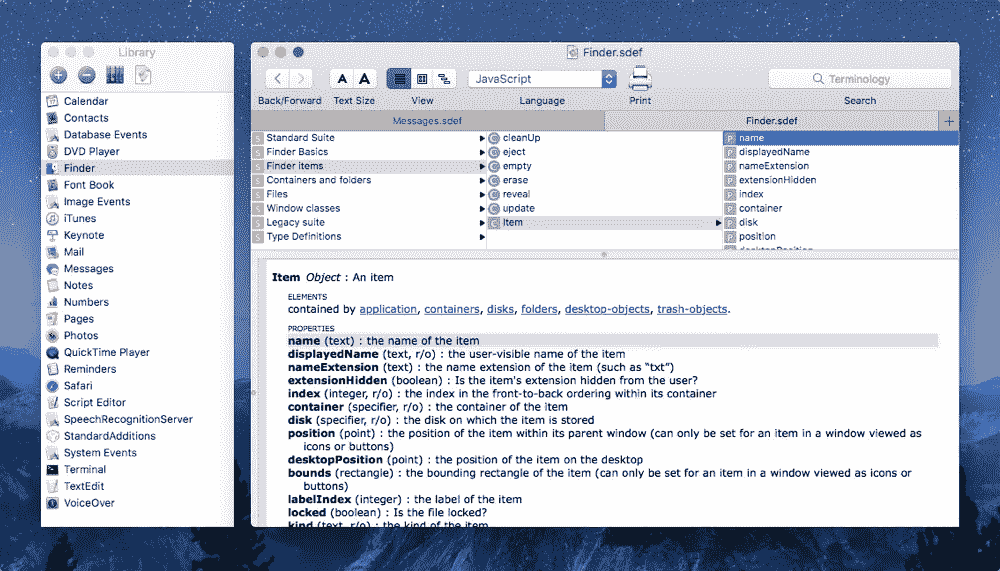 Library
Calendar
Contacts
Database Events
DVD Player
Finder
Font Book
Image Events
iTunes
Keynote
Mail
Messages
Notes
Numbers
Pages
Photos
QuickTime Player
Reminders
Safari
Script Editor
SpeechRecognitionServer
StandardAdditions
System Events
Terminal
TextEdit
VoiceOver
Finder.sdef
A A JavaScript Terminology
Back/Forward Text Size View Language Print Search
Messages.sdef Finder.sdef
S Standard Suite C cleanUp P name
S Finder Basics C eject P displayedName
S Finder items C empty P nameExtension
S Containers and folders C erase P extensionHidden
S Files C reveal P index
S Window classes C update P container
S Legacy suite C Item P disk
S Type Definitions P position
desktopPosition
Item Object : An item
ELEMENTS
contained by application, containers, disks, folders, desktop-objects, trash-objects.
PROPERTIES
name (text) : the name of the item
displayedName (text, r/o) : the user-visible name of the item
nameExtension (text) : the name extension of the item (such as “txt”)
extensionHidden (boolean) : Is the item's extension hidden from the user?
index (integer, r/o) : the index in the front-to-back ordering within its container
container (specifier, r/o) : the container of the item
disk (specifier, r/o) : the disk on which the item is stored
position (point) : the position of the item within its parent window (can only be set for an item in a window viewed as
icons or buttons)
desktopPosition (point) : the position of the item on the desktop
bounds (rectangle) : the bounding rectangle of the item (can only be set for an item in a window viewed as icons or
buttons)
labelIndex (integer) : the label of the item
locked (boolean) : Is the file locked?
kind (text, r/o) : the kind of the item